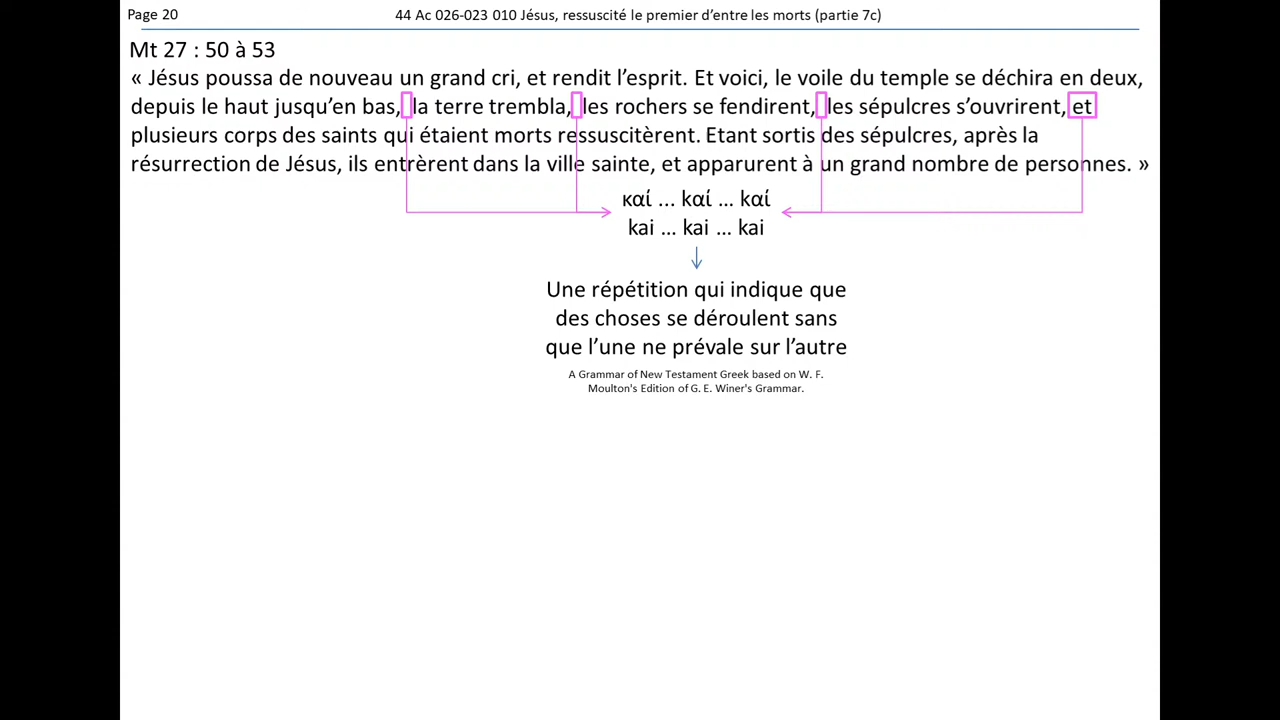 Page 20
44 Ac 026-023 010 Jésus, ressuscité le premier d’entre les morts (partie 7c)
Mt 27 : 50 à 53
« Jésus poussa de nouveau un grand cri, et rendit l’esprit. Et voici, le voile du temple se déchira en deux,
depuis le haut jusqu’en bas, la terre trembla, les rochers se fendirent, les sépulcres s’ouvrirent, et
plusieurs corps des saints qui étaient morts ressuscitèrent. Etant sortis des sépulcres, après la
résurrection de Jésus, ils entrèrent dans la ville sainte, et apparurent à un grand nombre de personnes. »
καί ... καί ... καί
kai ... kai ... kai
Une répétition qui indique que
des choses se déroulent sans
que l’une ne prévale sur l’autre
A Grammar of New Testament Greek based on W. F.
Moulton's Edition of G. E. Winer's Grammar.